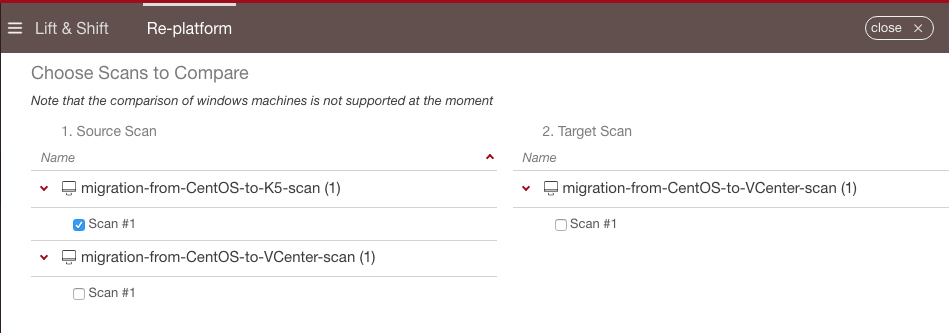 Lift & Shift
Re-platform
close
Choose Scans to Compare
Note that the comparison of windows machines is not supported at the moment
1. Source Scan
Name
migration-from-CentOS-to-K5-scan (1)
Scan #1
migration-from-CentOS-to-VCenter-scan (1)
Scan #1
2. Target Scan
Name
migration-from-CentOS-to-VCenter-scan (1)
Scan #1